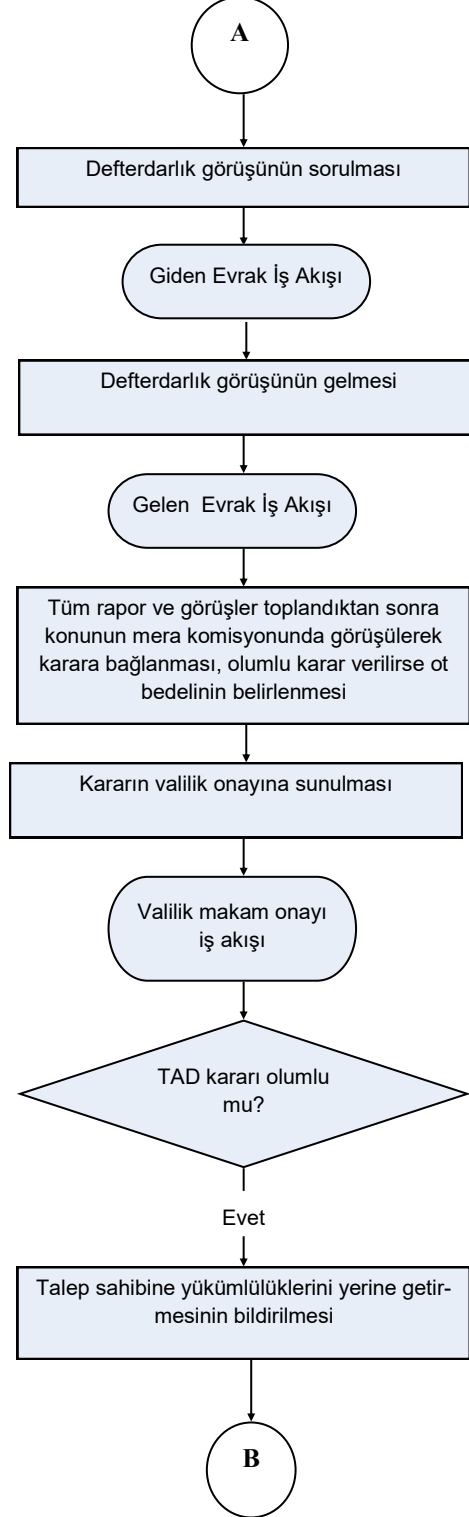 A
Defterdarlık görüşünün sorulması
Giden Evrak İş Akışı
Defterdarlık görüşünün gelmesi
Gelen Evrak İş Akışı
Tüm rapor ve görüşler toplandıktan sonra
konunun mera komisyonunda görüşülerek
karara bağlanması, olumlu karar verilirse ot
bedelinin belirlenmesi
Kararın valilik onayına sunulması
Valilik makam onayı
iş akışı
TAD kararı olumlu
mu?
Evet
Talep sahibine yükümlülüklerini yerine getir-
mesinin bildirilmesi
B